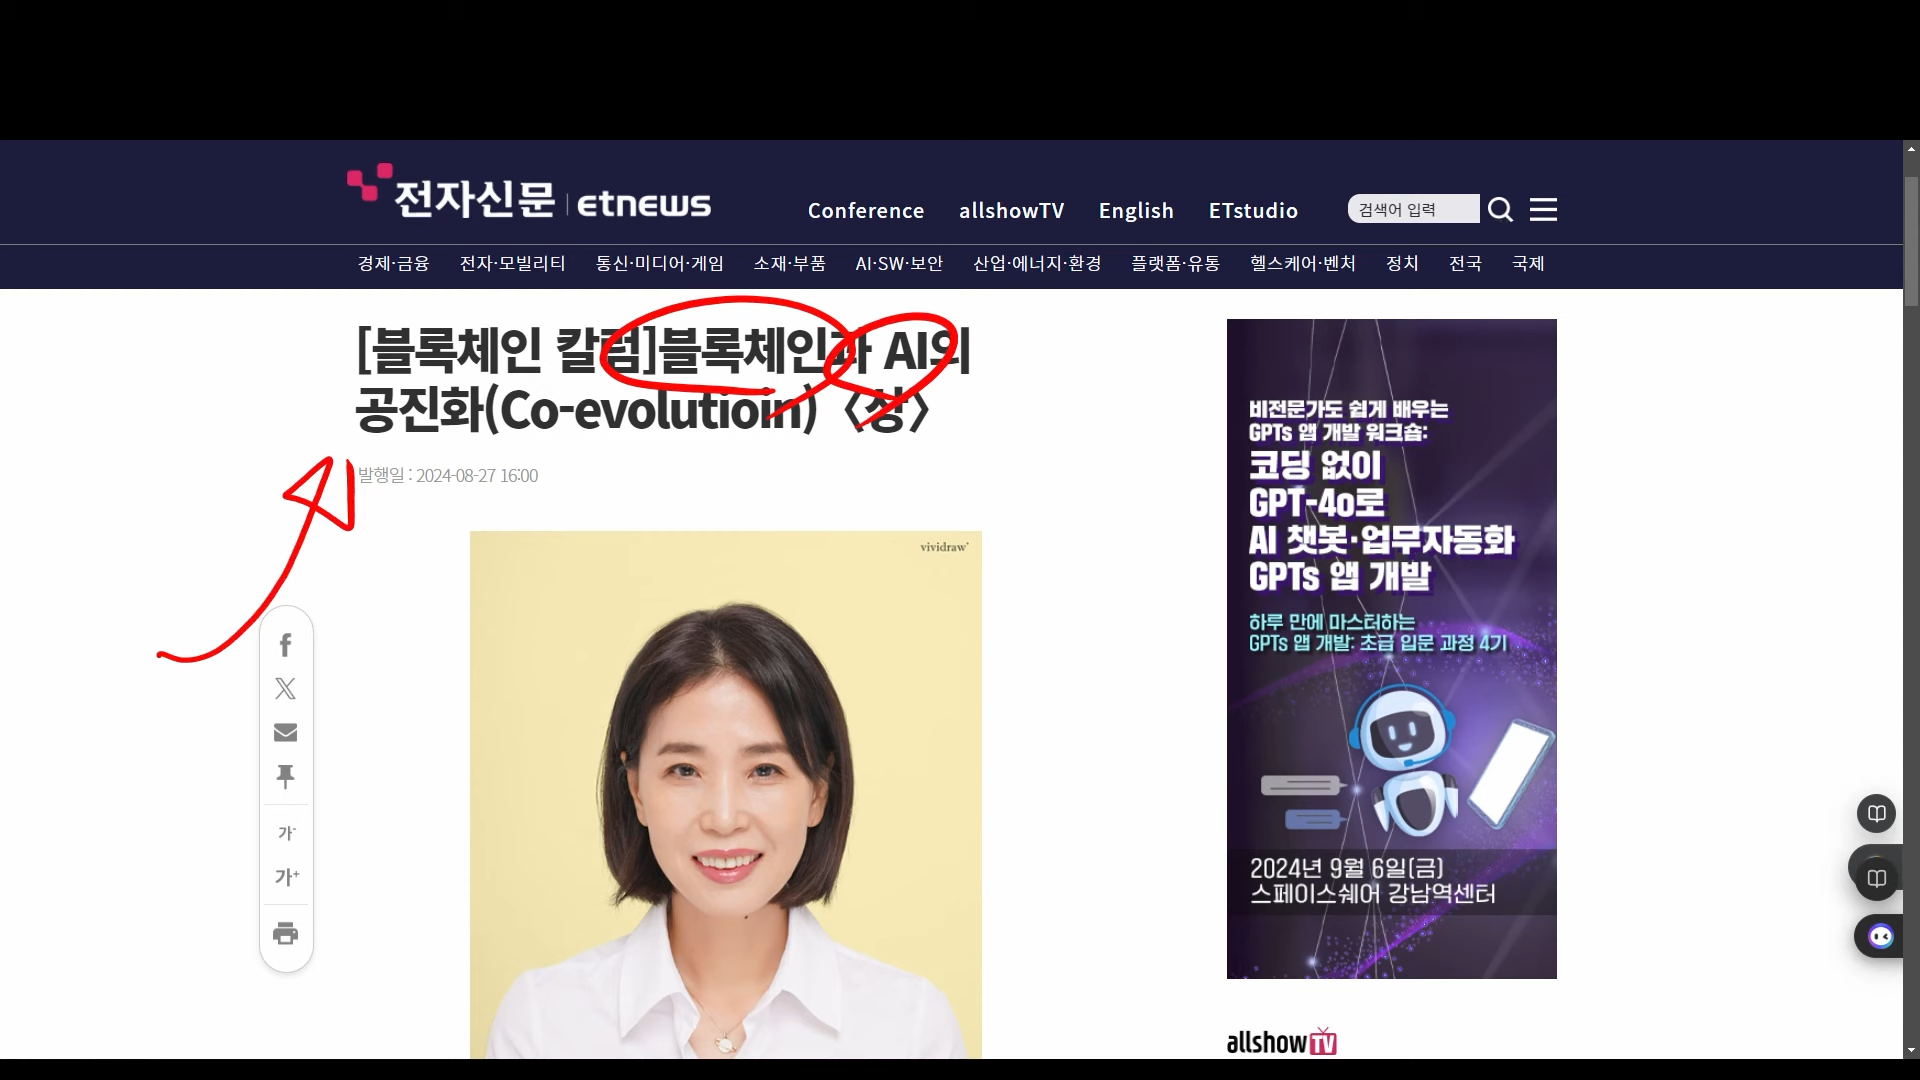 전자신문 | etnews
Conference allshowTV English ETstudio
검색어 입력
경제·금융 전자·모빌리티 통신·미디어·게임 소재·부품 AI·SW·보안 산업·에너지·환경 플랫폼·유통 헬스케어·벤처 정치 전국 국제
[블록체인 칼럼]블록체인과 AI의
공진화(Co-evolutioin)〈상〉
발행일 : 2024-08-27 16:00
vividraw
가-
가+
비전문가도 쉽게 배우는
GPTs 앱 개발 워크숍:
코딩 없이
GPT-4o로
AI 챗봇·업무자동화
GPTs 앱 개발
하루 만에 마스터하는
GPTs 앱 개발: 초급 입문 과정 4기
2024년 9월 6일(금)
스페이스쉐어 강남역센터
allshow TV